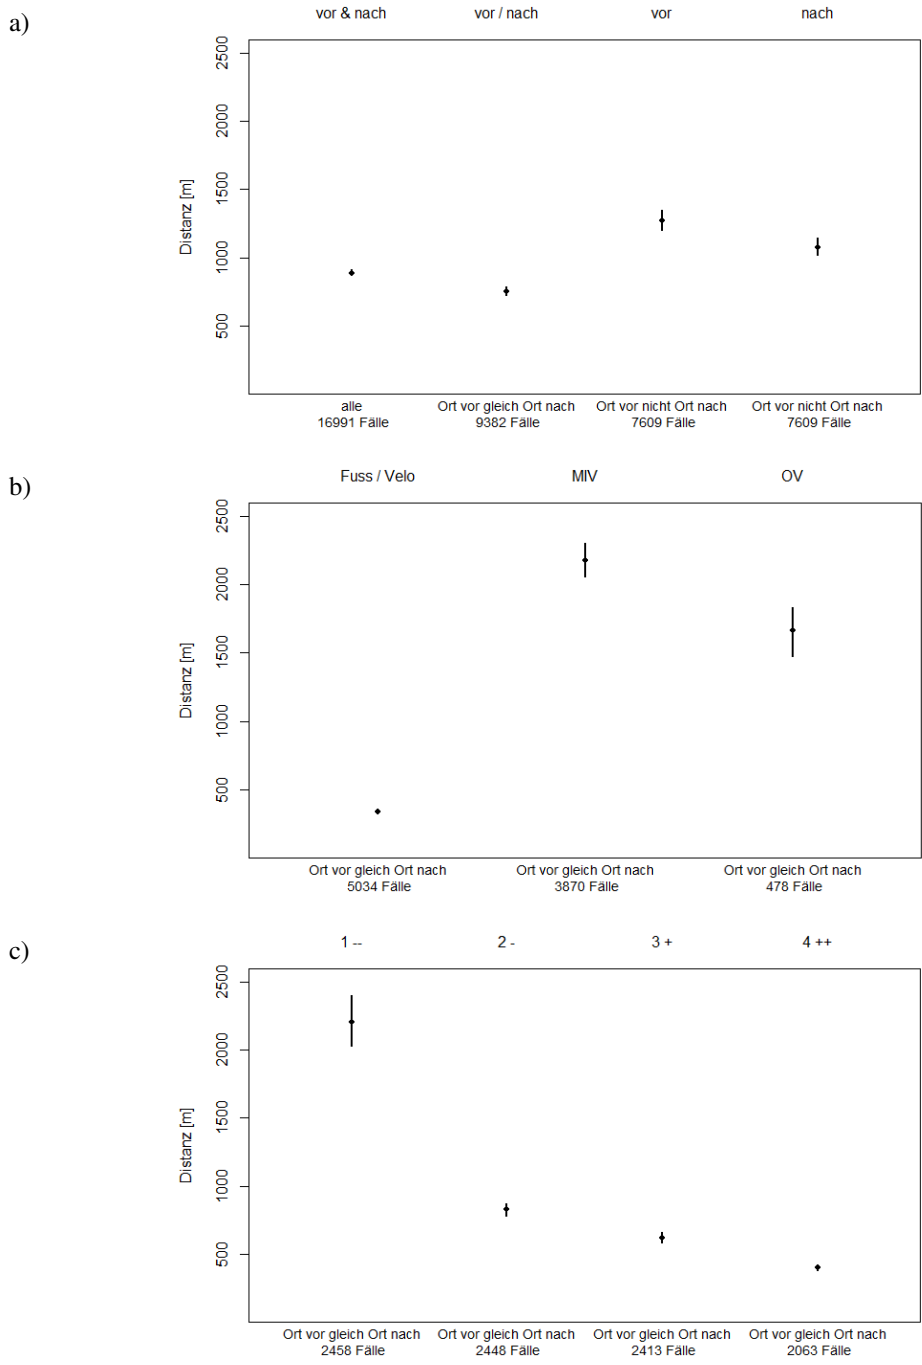 a)
vor & nach vor / nach vor nach
2500
2000
1500
1000
500
Distanz [m]
alle Ort vor gleich Ort nach Ort vor nicht Ort nach Ort vor nicht Ort nach
16991 Fälle 9382 Fälle 7609 Fälle 7609 Fälle
b)
Fuss / Velo MIV OV
2500
2000
1500
1000
500
Distanz [m]
Ort vor gleich Ort nach Ort vor gleich Ort nach Ort vor gleich Ort nach
5034 Fälle 3870 Fälle 478 Fälle
c)
1 -- 2 - 3 + 4 ++
2500
2000
1500
1000
500
Distanz [m]
Ort vor gleich Ort nach Ort vor gleich Ort nach Ort vor gleich Ort nach Ort vor gleich Ort nach
2458 Fälle 2448 Fälle 2413 Fälle 2063 Fälle